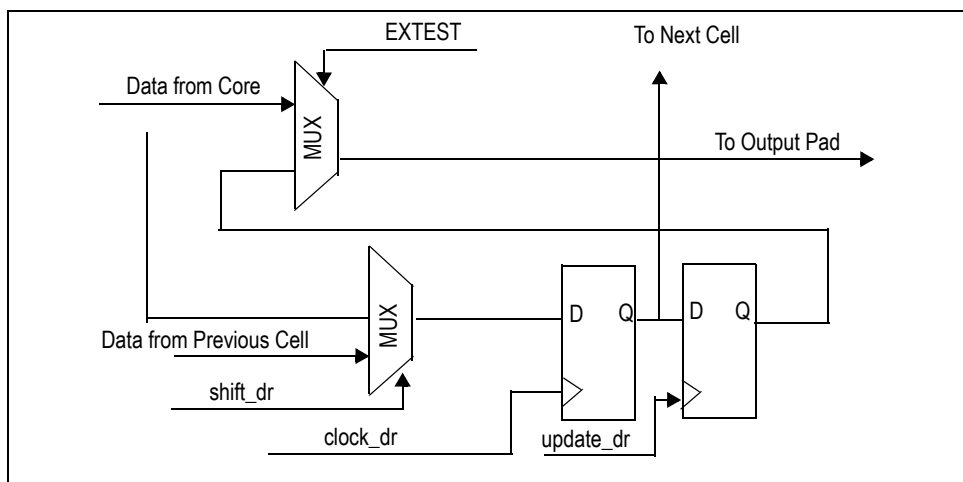 EXTEST
To Next Cell
Data from Core
MUX
To Output Pad
MUX
D Q
D Q
Data from Previous Cell
shift_dr
clock_dr
update_dr